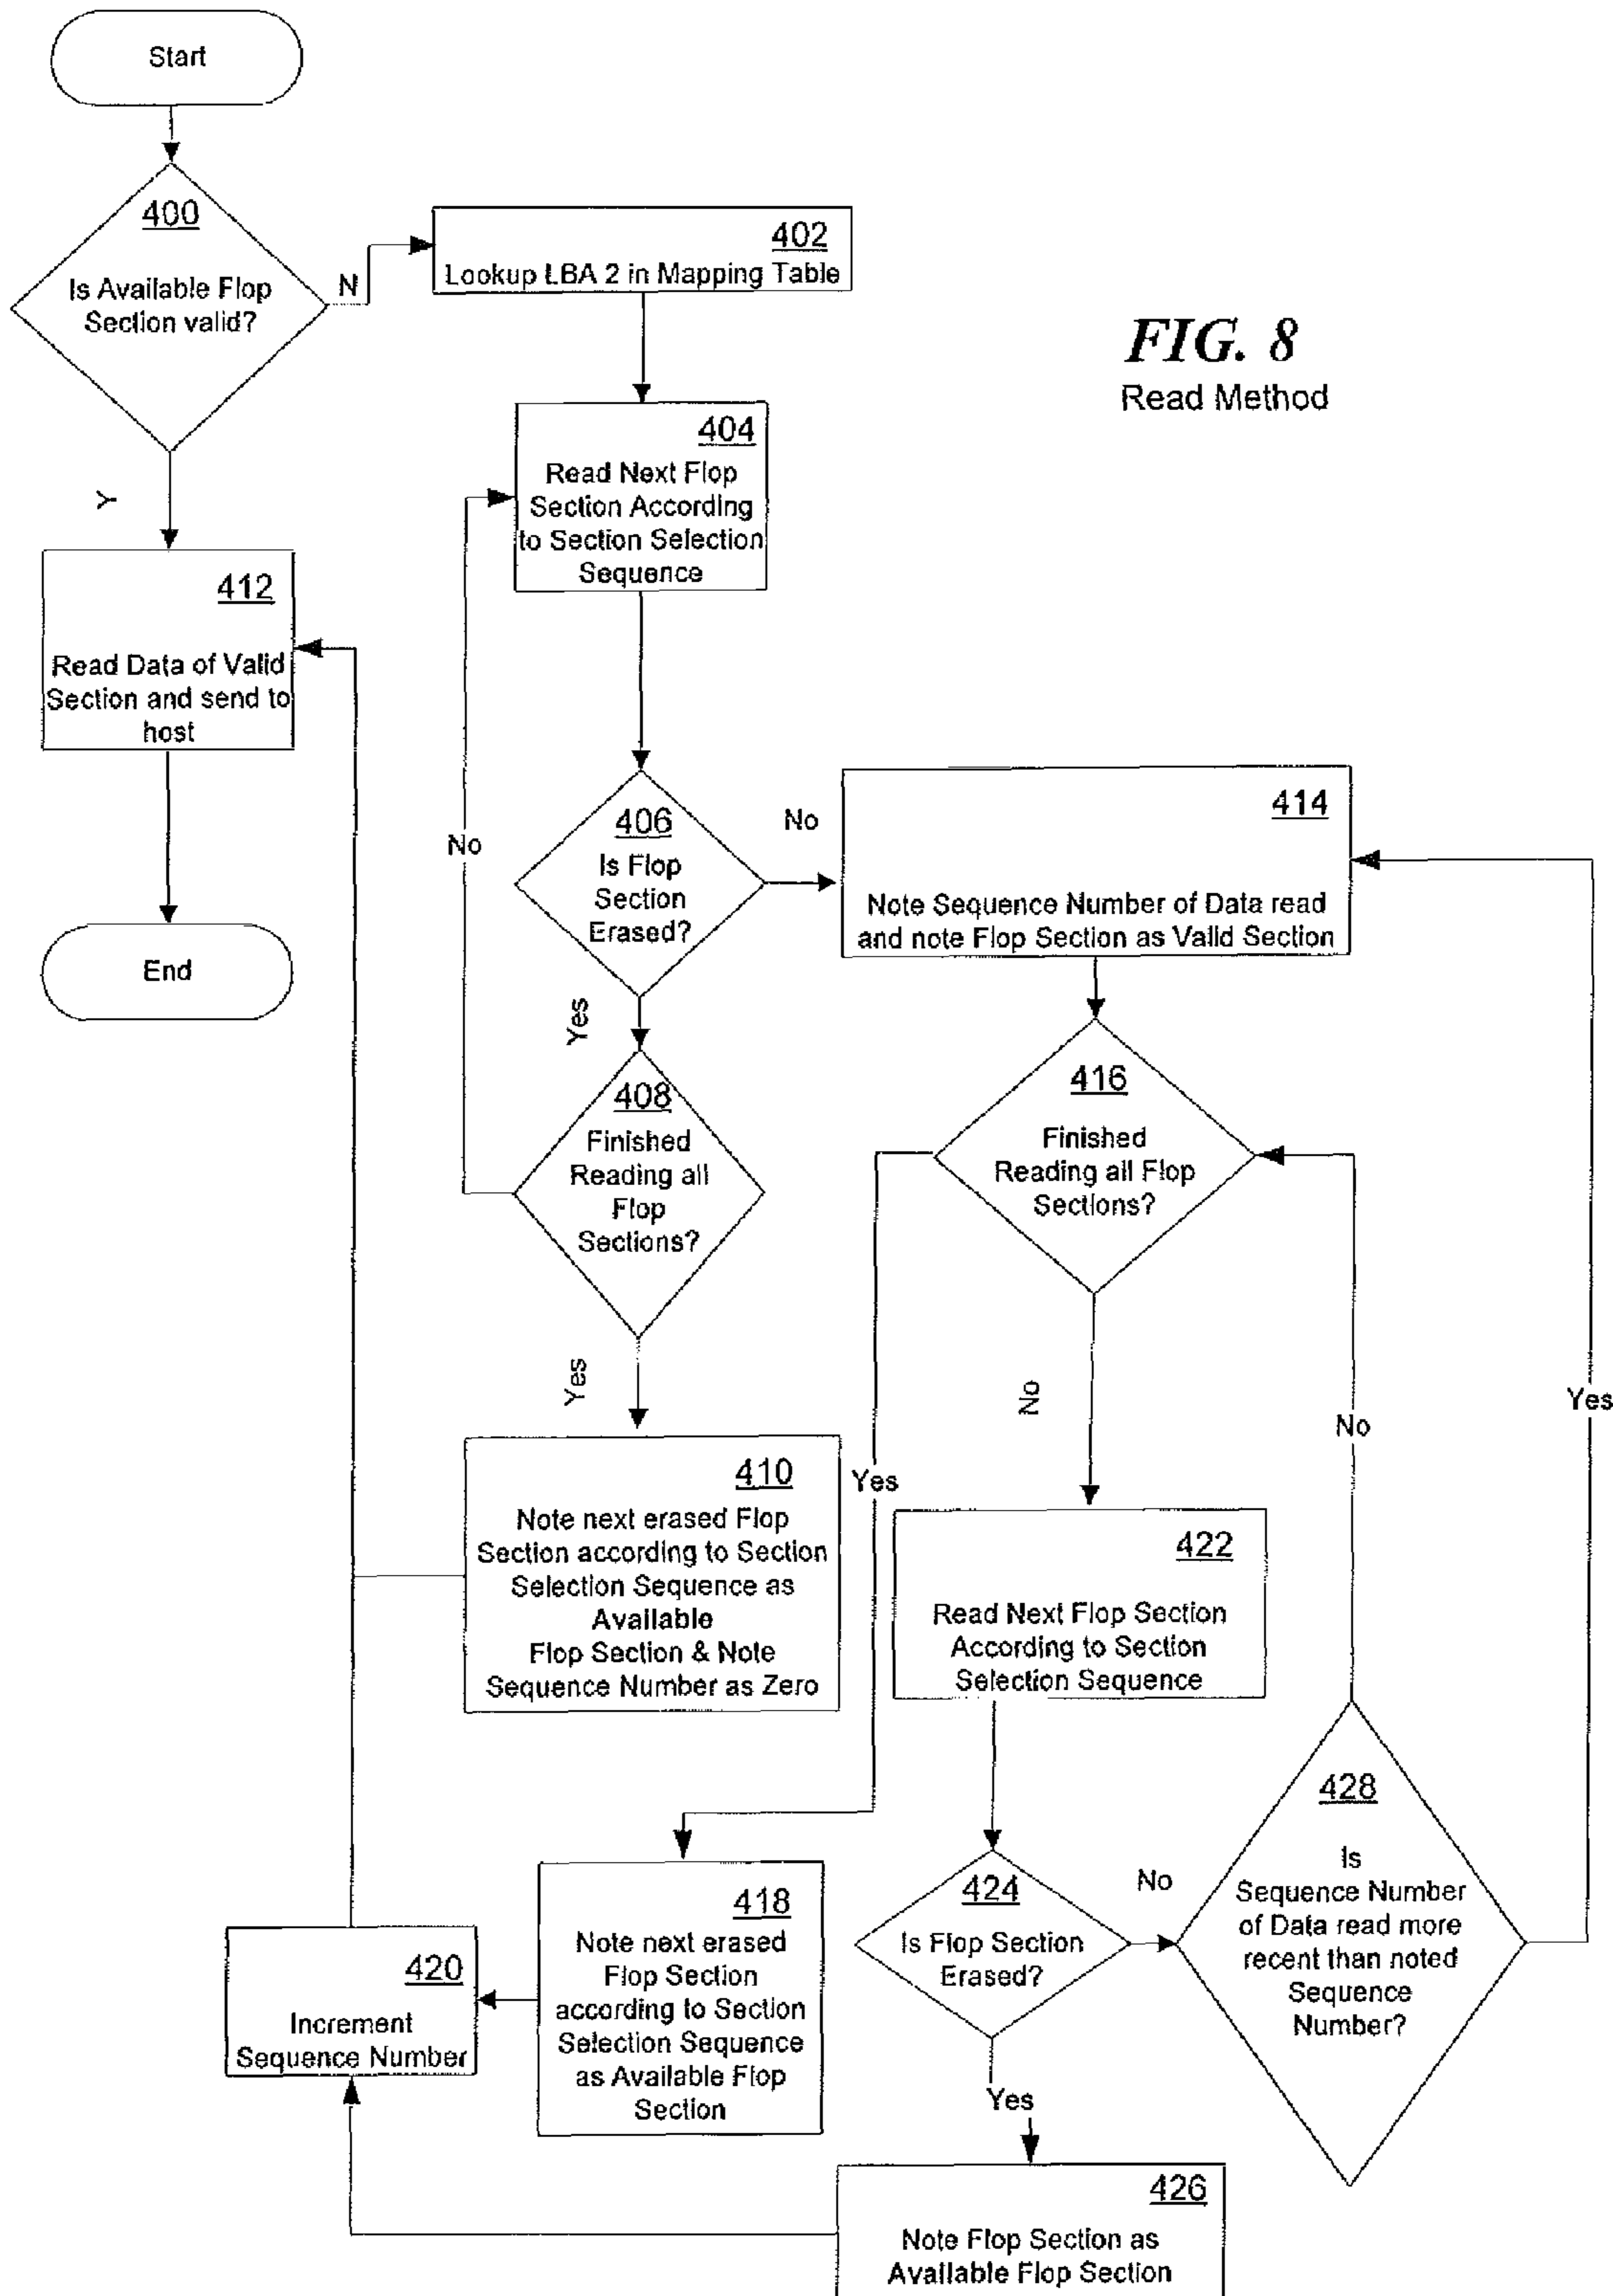 Start
400
Is Available Flop
Section valid?
N
Y
402
Lookup LBA 2 in Mapping Table
FIG. 8
Read Method
404
Read Next Flop
Section According
to Section Selection
Sequence
412
Read Data of Valid
Section and send to
host
End
406
Is Flop
Section
Erased?
No
Yes
No
414
Note Sequence Number of Data read
and note Flop Section as Valid Section
408
Finished
Reading all
Flop
Sections?
Yes
416
Finished
Reading all Flop
Sections?
Yes
No
No
Yes
410
Note next erased Flop
Section according to Section
Selection Sequence as
Available
Flop Section & Note
Sequence Number as Zero
422
Read Next Flop Section
According to Section
Selection Sequence
428
Is
Sequence Number
of Data read more
recent than noted
Sequence
Number?
424
Is Flop Section
Erased?
No
Yes
418
Note next erased
Flop Section
according to Section
Selection Sequence
as Available Flop
Section
420
Increment
Sequence Number
426
Note Flop Section as
Available Flop Section